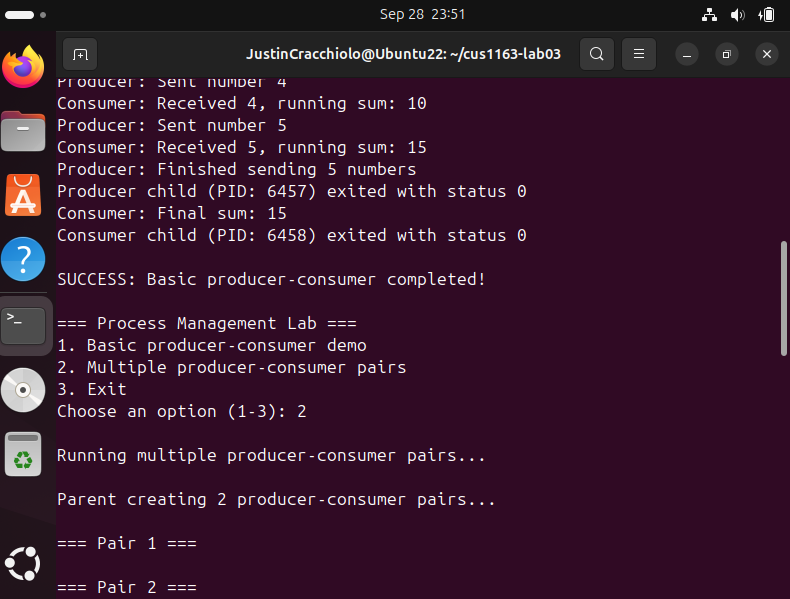 Sep 28 23:51
JustinCracchiolo@Ubuntu22: ~/cus1163-lab03
Producer: Sent number 4
Consumer: Received 4, running sum: 10
Producer: Sent number 5
Consumer: Received 5, running sum: 15
Producer: Finished sending 5 numbers
Producer child (PID: 6457) exited with status 0
Consumer: Final sum: 15
Consumer child (PID: 6458) exited with status 0
SUCCESS: Basic producer-consumer completed!
=== Process Management Lab ===
1. Basic producer-consumer demo
2. Multiple producer-consumer pairs
3. Exit
Choose an option (1-3): 2
Running multiple producer-consumer pairs...
Parent creating 2 producer-consumer pairs...
=== Pair 1 ===
=== Pair 2 ===